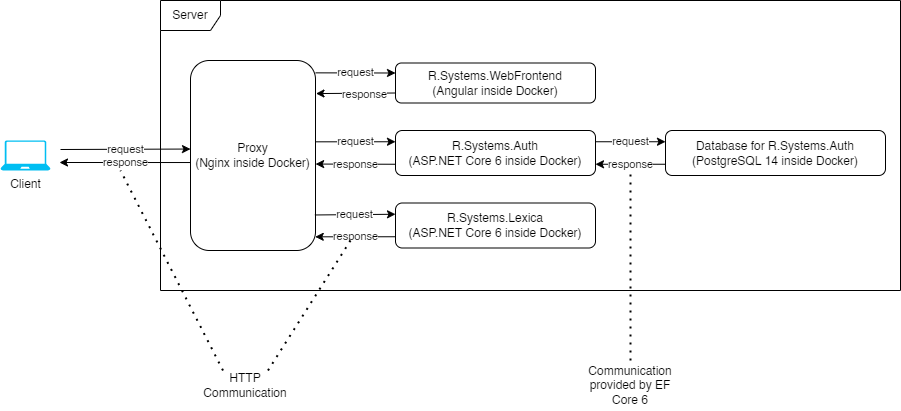 Server
request
response
R.Systems.WebFrontend
(Angular inside Docker)
Client
request
response
Proxy
(Nginx inside Docker)
request
response
R.Systems.Auth
(ASP.NET Core 6 inside Docker)
request
response
Database for R.Systems.Auth
(PostgreSQL 14 inside Docker)
request
response
R.Systems.Lexica
(ASP.NET Core 6 inside Docker)
HTTP
Communication
Communication
provided by EF
Core 6